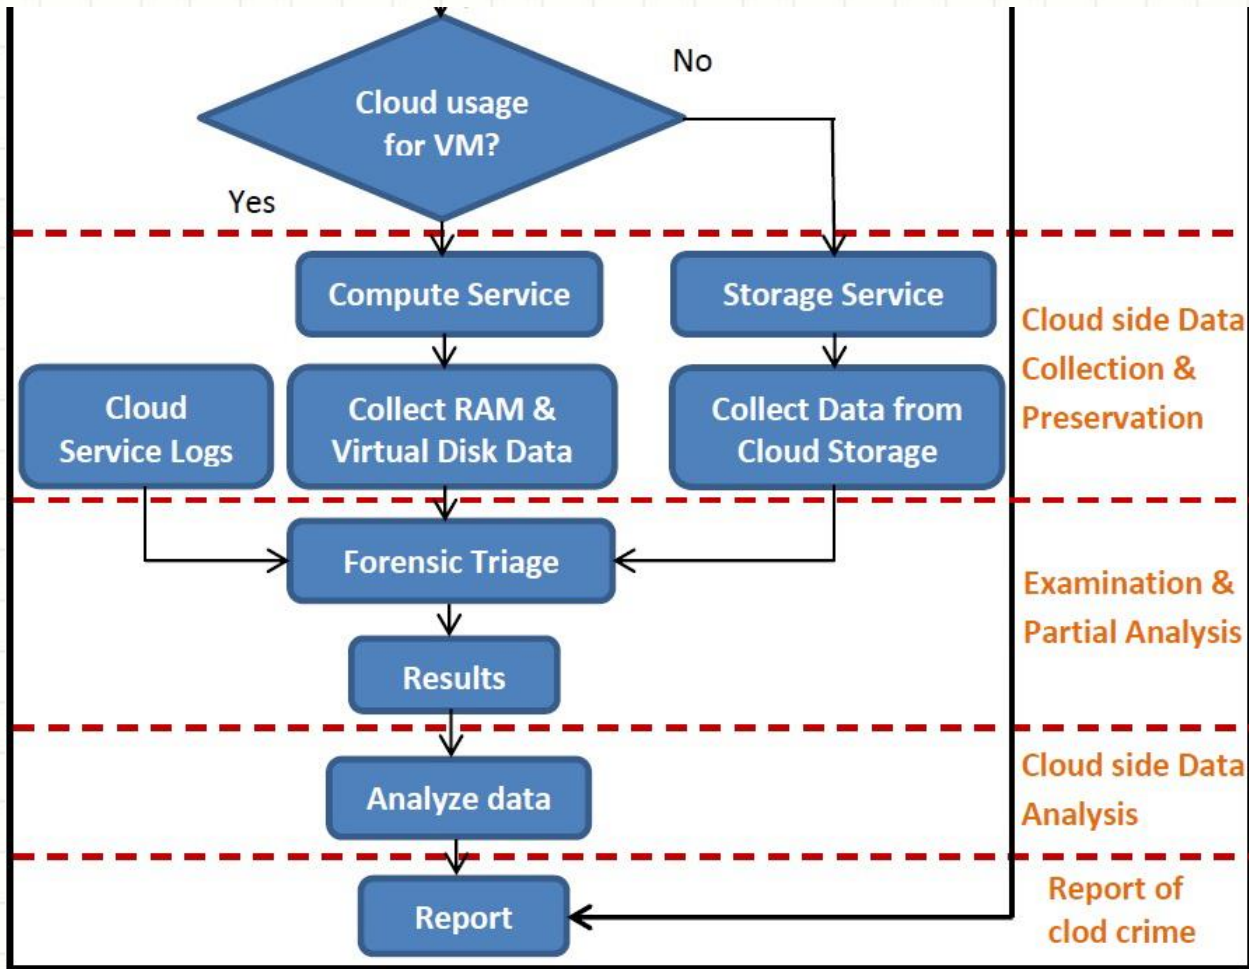 No
Cloud usage
for VM?
Yes
Compute Service
Storage Service
Cloud side Data
Collection &
Preservation
Cloud
Service Logs
Collect RAM &
Virtual Disk Data
Collect Data from
Cloud Storage
Forensic Triage
Examination &
Partial Analysis
Results
Cloud side Data
Analysis
Analyze data
Report of
clod crime
Report